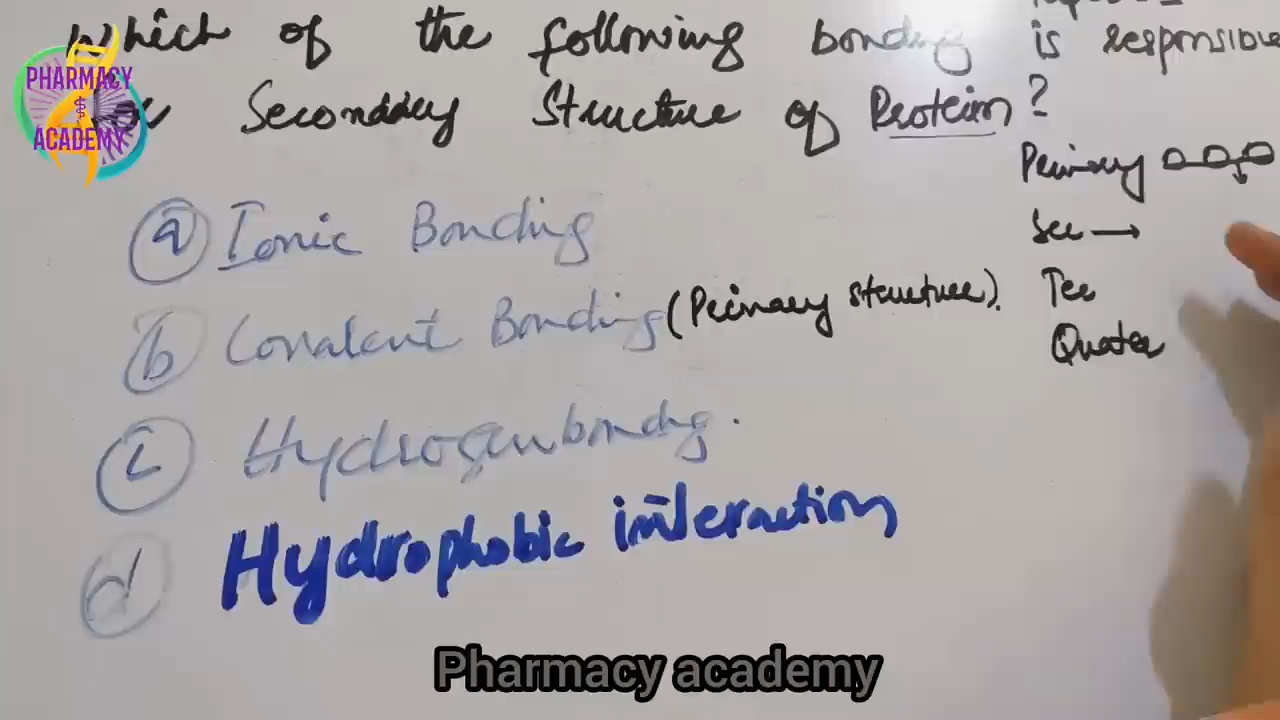 Which of the following bonding is responsible
Secondary Structure of Protein ?
PHARMACY
ACADEMY
Primary
Sec →
Ter
Quater
a Ionic Bonding
b Covalent Bonding (Primary structure).
c Hydrogen bondg.
d Hydrophobic interaction
Pharmacy academy